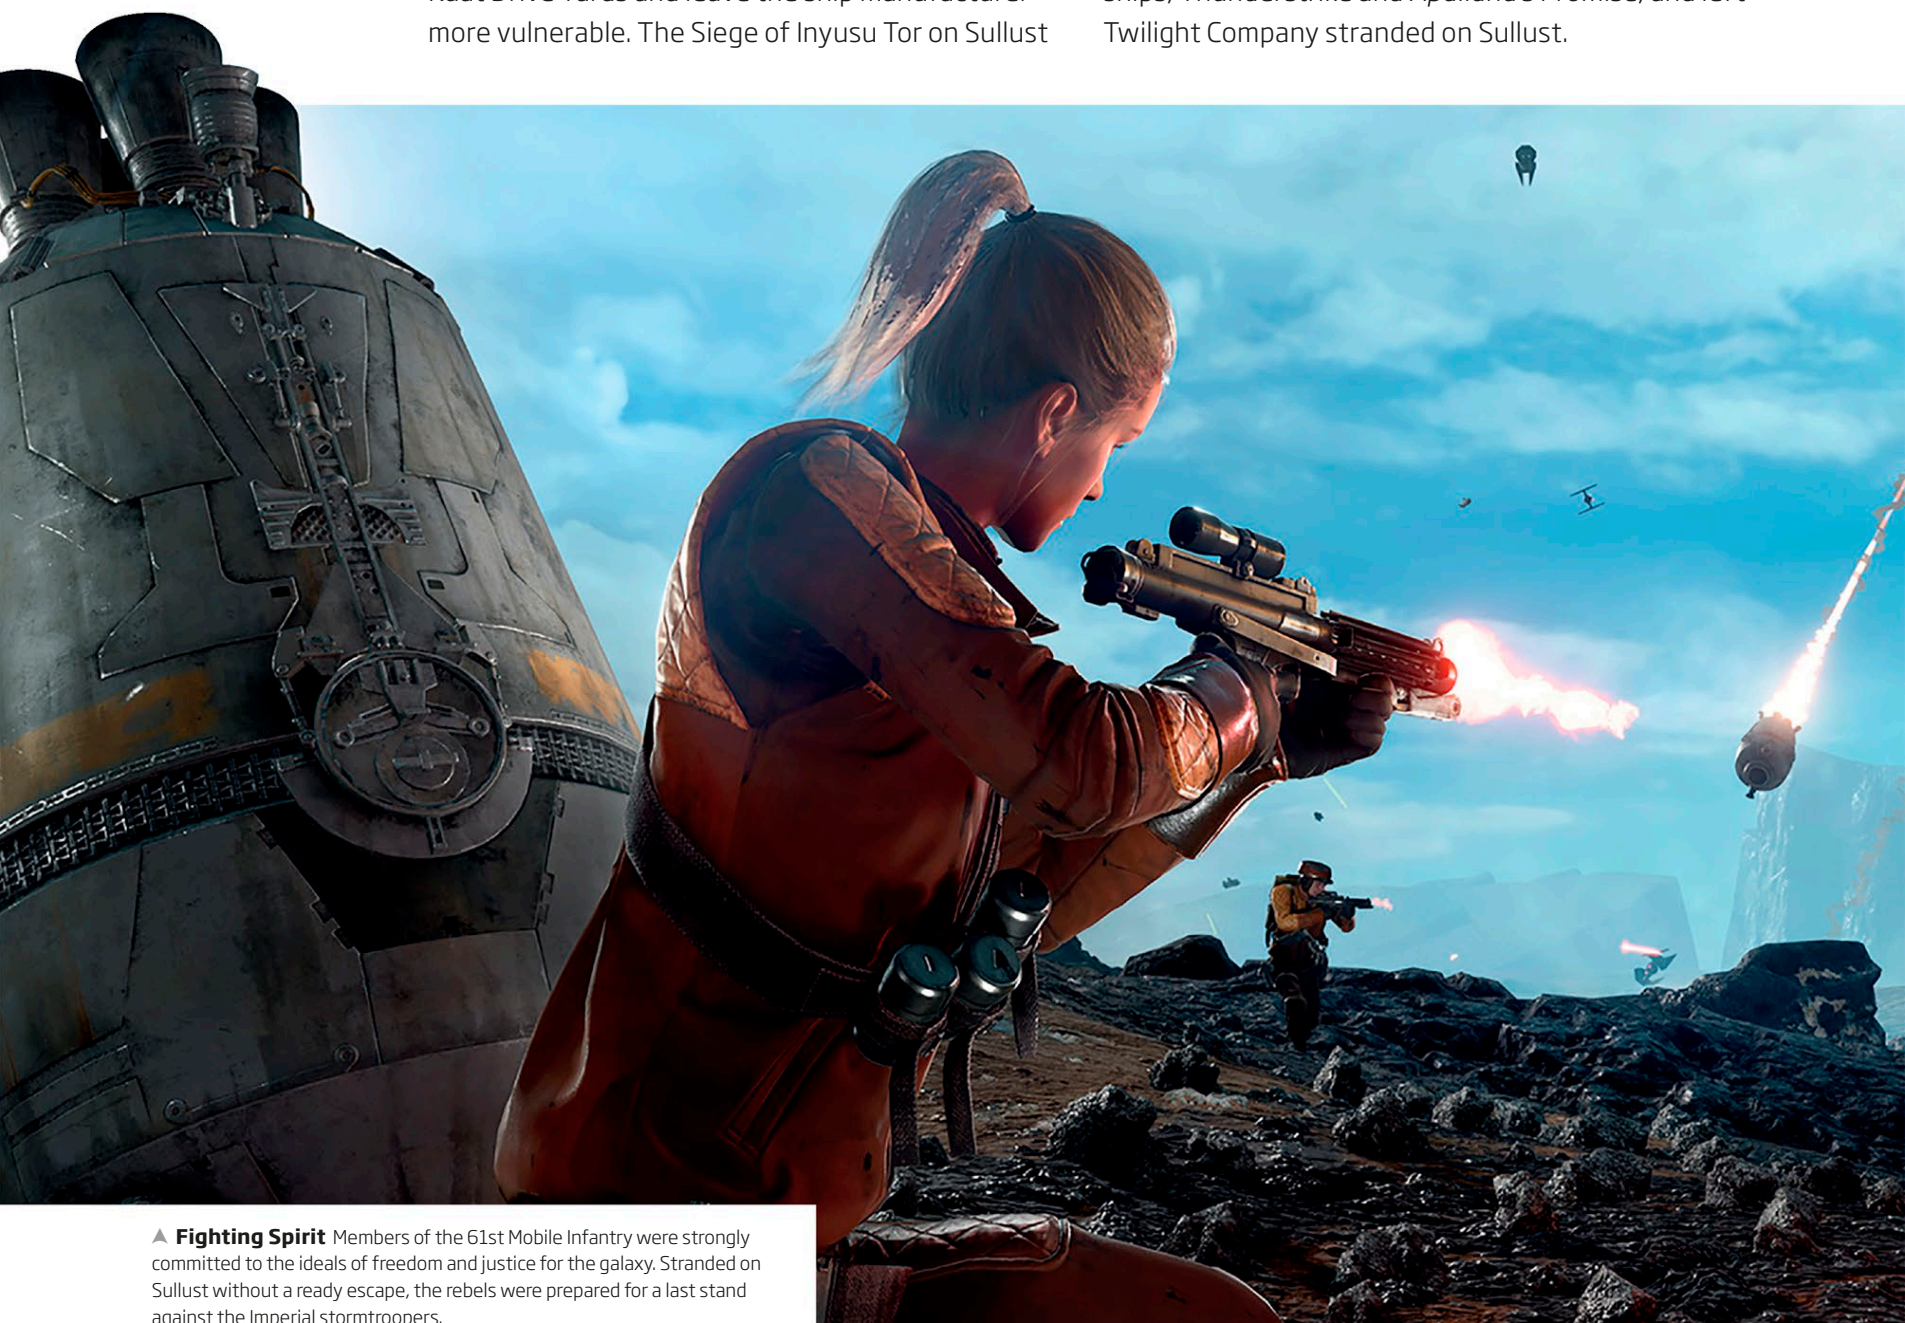 more vulnerable. The Siege of Inyusu Tor on Sullust
Twilight Company stranded on Sullust.
Fighting Spirit Members of the 61st Mobile Infantry were strongly
committed to the ideals of freedom and justice for the galaxy. Stranded on
Sullust without a ready escape, the rebels were prepared for a last stand
against the Imperial stormtroopers.